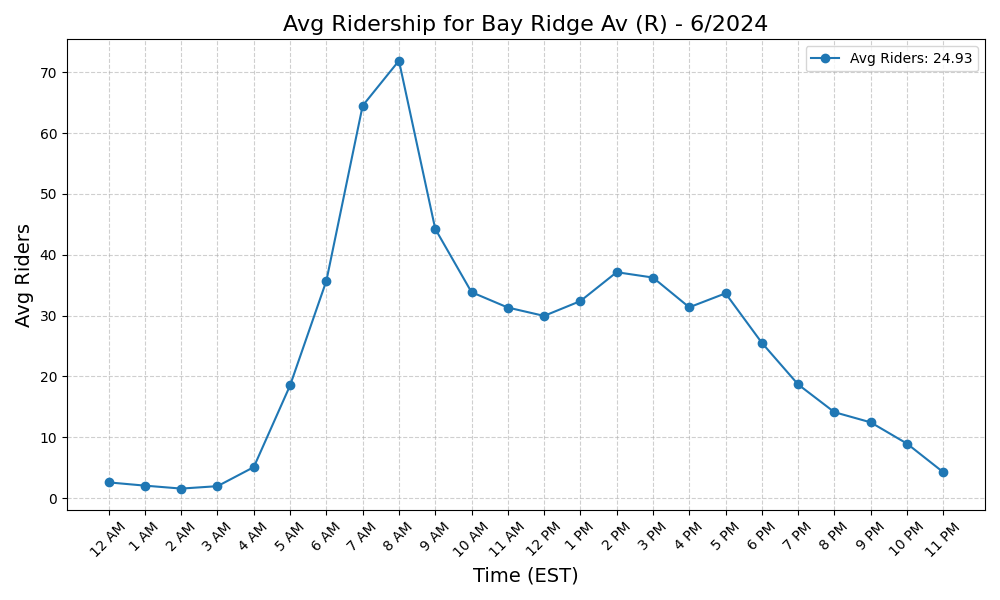 Avg Ridership for Bay Ridge Av (R) - 6/2024
Avg Riders: 24.93
Avg Riders
70
60
50
40
30
20
10
0
12 AM
1 AM
2 AM
3 AM
4 AM
5 AM
6 AM
7 AM
8 AM
9 AM
10 AM
11 AM
12 PM
1 PM
2 PM
3 PM
4 PM
5 PM
6 PM
7 PM
8 PM
9 PM
10 PM
11 PM
Time (EST)